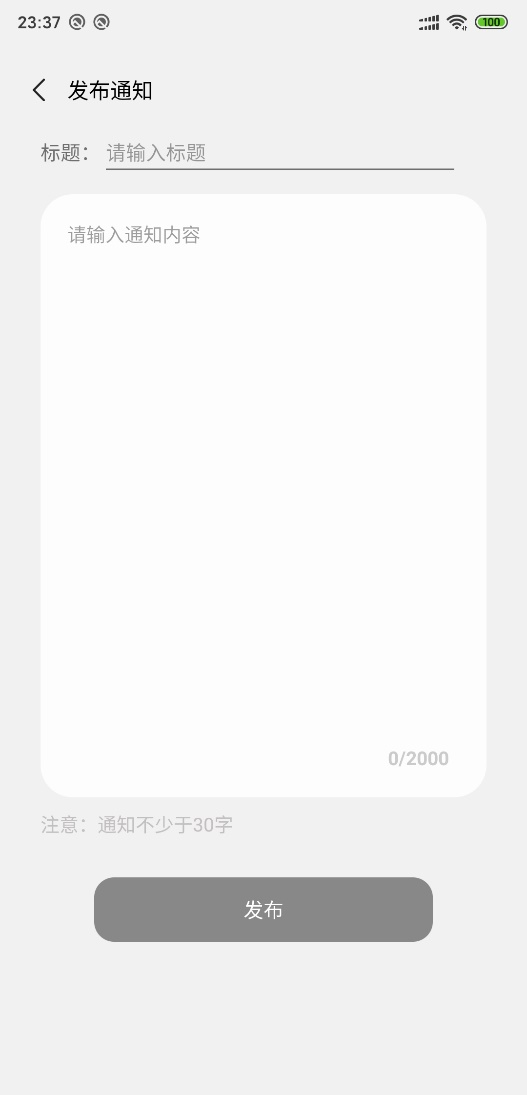 23:37
100
发布通知
标题： 请输入标题
请输入通知内容
0/2000
注意：通知不少于30字
发布